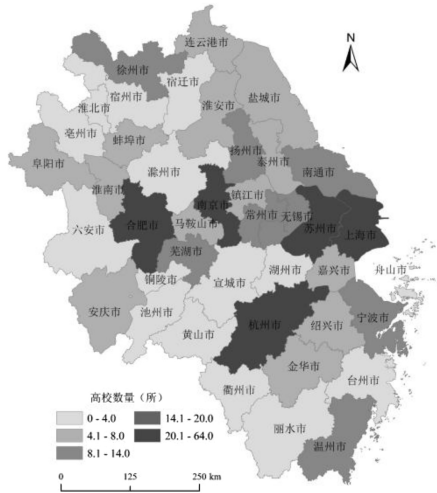 连云港市
N
徐州市
宿迁市
宿州市
淮北市
淮安市
盐城市
亳州市
蚌埠市
扬州市
泰州市
阜阳市
淮南市
滁州市
南通市
镇江市
南京市
常州市
无锡市
六安市
合肥市
马鞍山市
苏州市
上海市
芜湖市
铜陵市
宣城市
湖州市
嘉兴市
舟山市
安庆市
池州市
杭州市
绍兴市
宁波市
黄山市
金华市
衢州市
台州市
丽水市
温州市
高校数量（所）
0 - 4.0
14.1 - 20.0
4.1 - 8.0
20.1 - 64.0
8.1 - 14.0
0
125
250 km